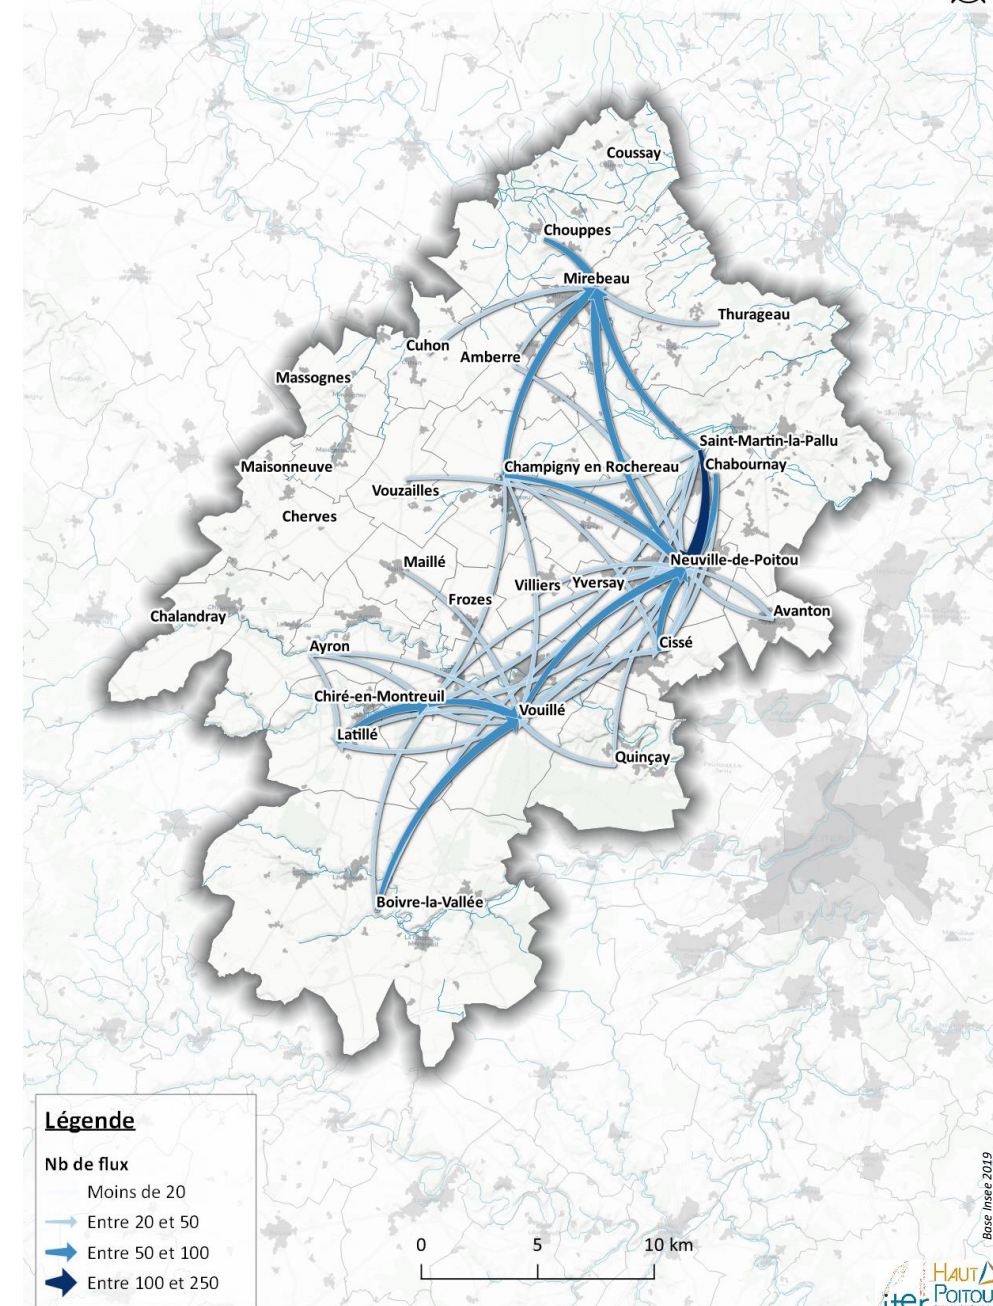 Coussay
Chouppes
Mirebeau
Thurageau
Cuhon
Amberre
Massognes
Saint-Martin-la-Pallu
Chabournay
Maisonneuve
Champigny en Rochereau
Vouzailles
Cherves
Maillé
Neuville-de-Poitou
Villiers
Yversay
Frozes
Avanton
Chalandray
Cissé
Ayron
Chiré-en-Montreuil
Vouillé
Latillé
Quinçay
Boivre-la-Vallée
Légende
Nb de flux
Moins de 20
Entre 20 et 50
Entre 50 et 100
Entre 100 et 250
0 5 10 km
Base Insee 2019
HAUT
POITOU
iter